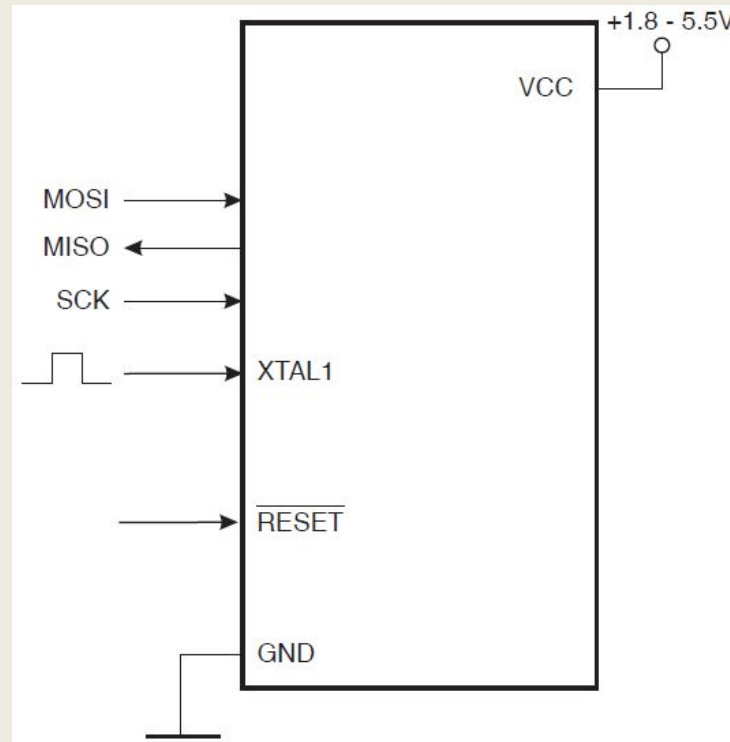 +1.8 - 5.5V
VCC
MOSI
MISO
SCK
XTAL1
RESET
GND